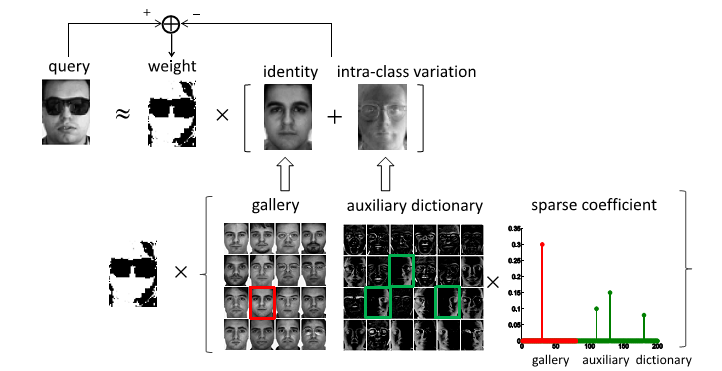 + −
query weight identity intra-class variation
≈ × [ + ]
gallery auxiliary dictionary sparse coefficient
× ×
0.35
0.3
0.25
0.2
0.15
0.1
0.05
0
0 50 100 150 200
gallery auxiliary dictionary